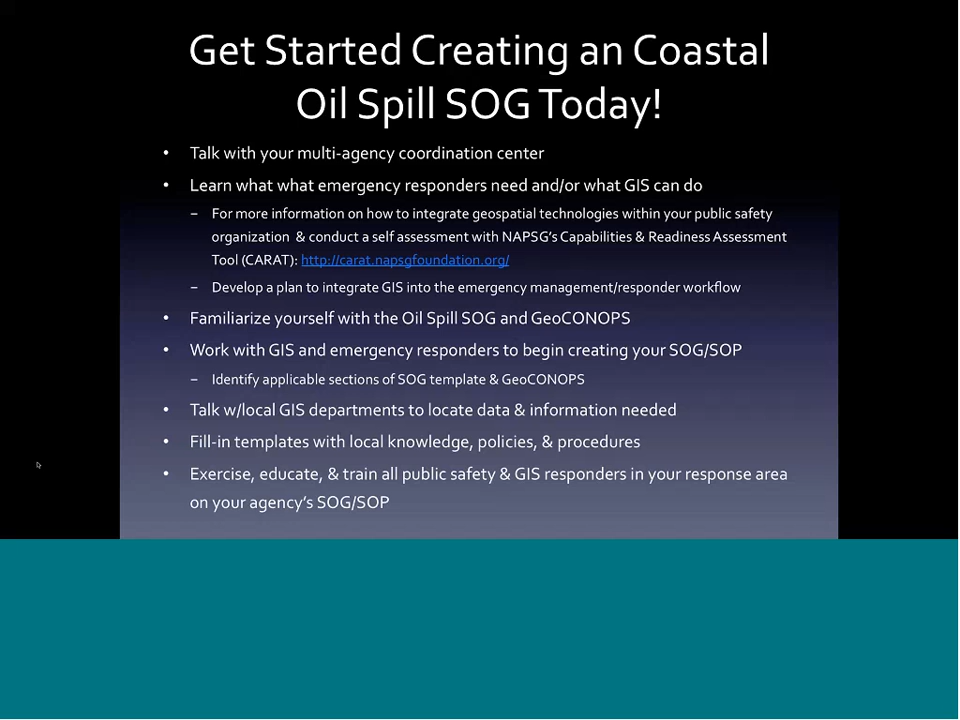 Get Started Creating an Coastal
Oil Spill SOG Today!
• Talk with your multi-agency coordination center
• Learn what what emergency responders need and/or what GIS can do
– For more information on how to integrate geospatial technologies within your public safety
organization & conduct a self assessment with NAPSG's Capabilities & Readiness Assessment
Tool (CARAT): http://carat.napsgfoundation.org/
– Develop a plan to integrate GIS into the emergency management/responder workflow
• Familiarize yourself with the Oil Spill SOG and GeoCONOPS
• Work with GIS and emergency responders to begin creating your SOG/SOP
– Identify applicable sections of SOG template & GeoCONOPS
• Talk w/local GIS departments to locate data & information needed
• Fill-in templates with local knowledge, policies, & procedures
• Exercise, educate, & train all public safety & GIS responders in your response area
on your agency's SOG/SOP